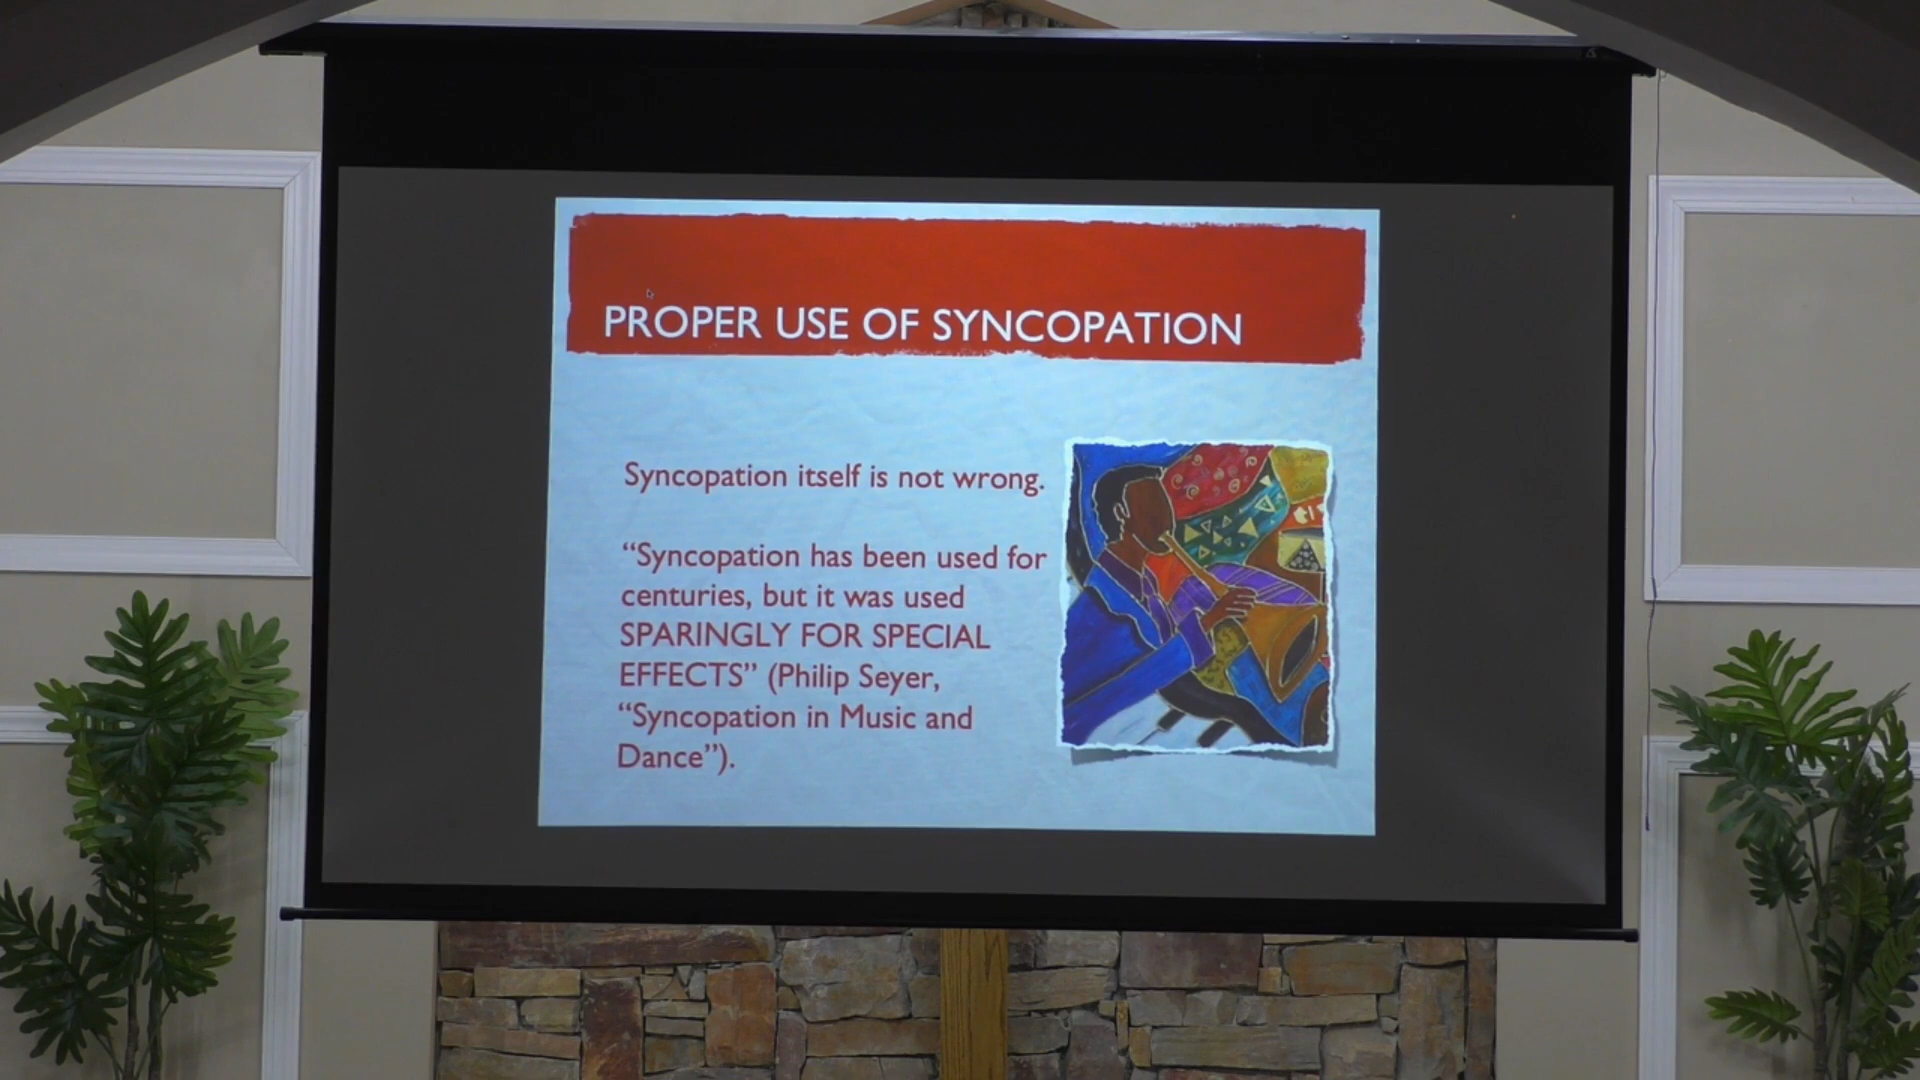 PROPER USE OF SYNCOPATION
Syncopation itself is not wrong.
“Syncopation has been used for
centuries, but it was used
SPARINGLY FOR SPECIAL
EFFECTS” (Philip Seyer,
“Syncopation in Music and
Dance”).